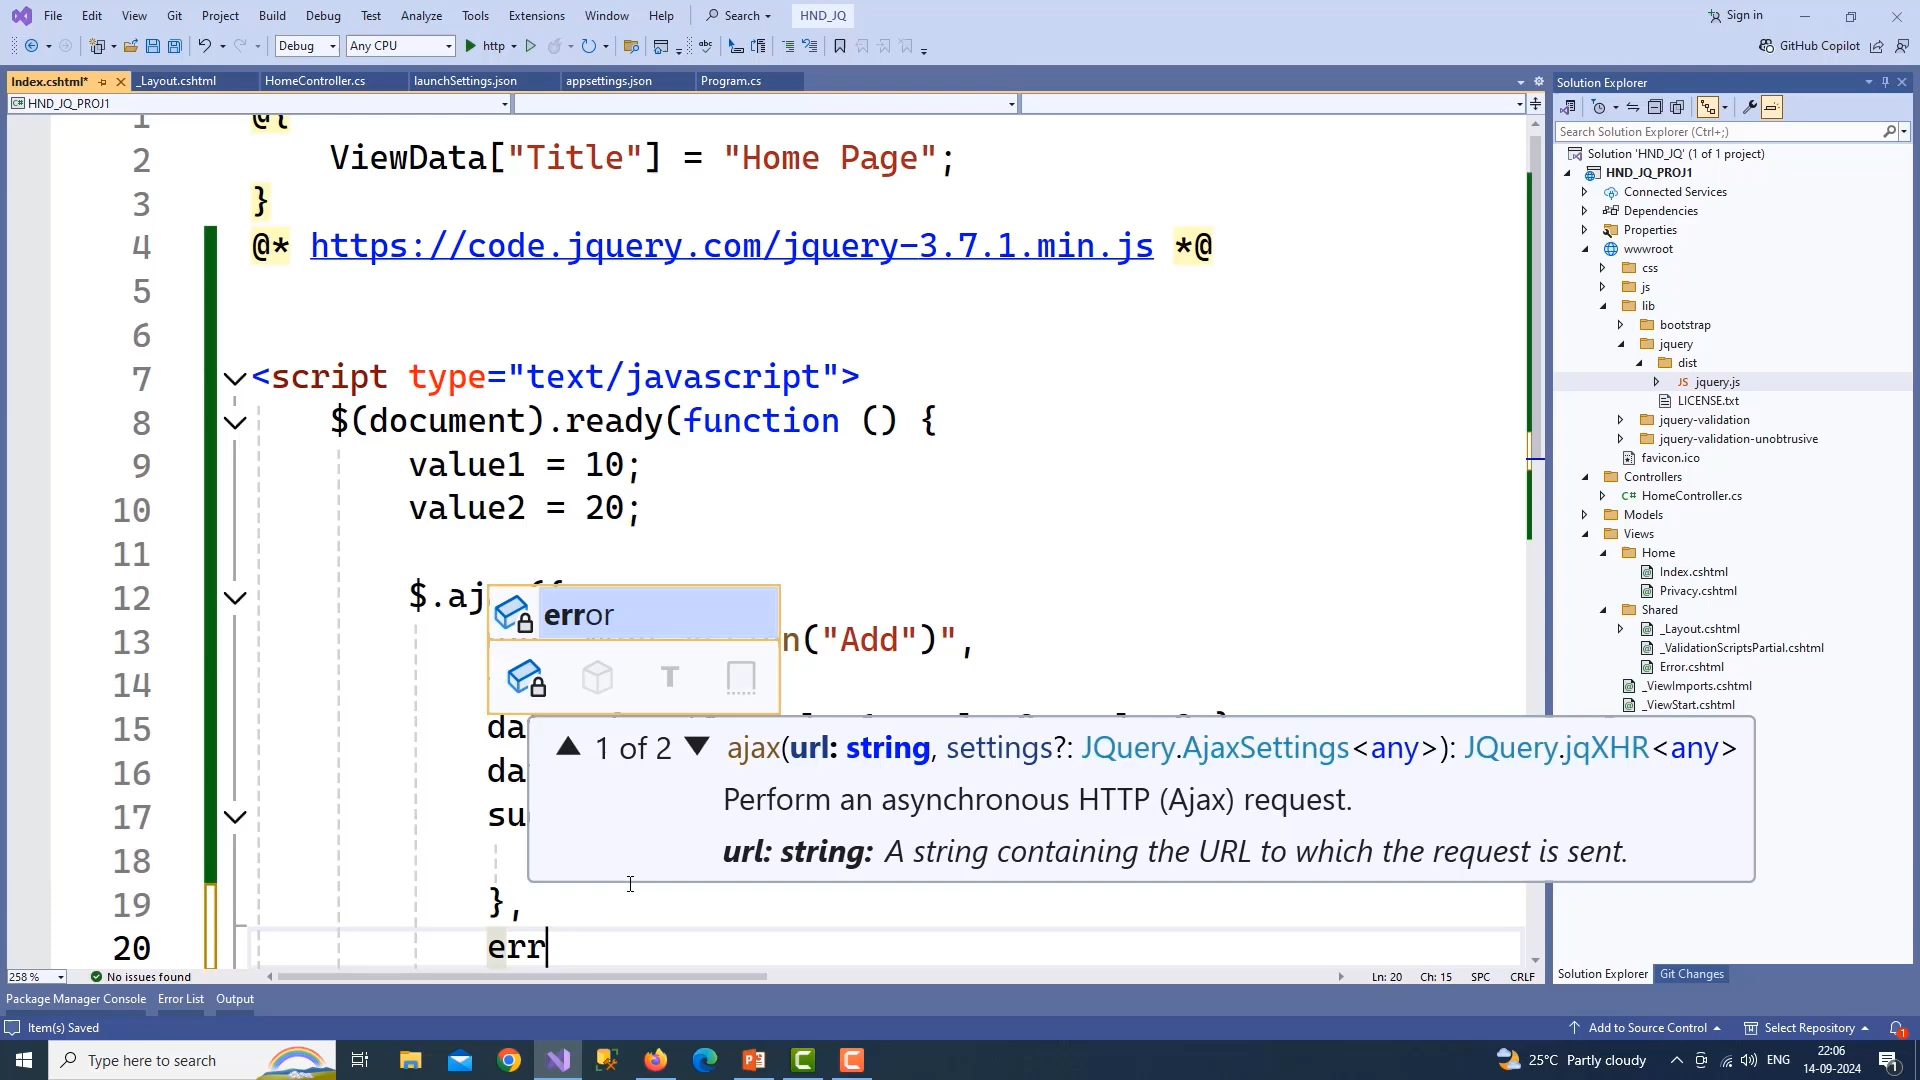 File Edit View Git Project Build Debug Test Analyze Tools Extensions Window Help Search HND_JQ Sign in
Debug Any CPU http GitHub Copilot
Index.cshtml* _Layout.cshtml HomeController.cs launchSettings.json appsettings.json Program.cs
HND_JQ_PROJ1
1 @{
2 ViewData["Title"] = "Home Page";
3 }
4 @* https://code.jquery.com/jquery-3.7.1.min.js *@
5
6
7 <script type="text/javascript">
8 $(document).ready(function () {
9 value1 = 10;
10 value2 = 20;
11
12 $.aj
13 n("Add")",
14
15 da
16 da
17 su
18
19 },
20 err
error
T
1 of 2 ajax(url: string, settings?: JQuery.AjaxSettings<any>): JQuery.jqXHR<any>
Perform an asynchronous HTTP (Ajax) request.
url: string: A string containing the URL to which the request is sent.
258 % No issues found Ln: 20 Ch: 15 SPC CRLF
Solution Explorer
Search Solution Explorer (Ctrl+;)
Solution 'HND_JQ' (1 of 1 project)
HND_JQ_PROJ1
Connected Services
Dependencies
Properties
wwwroot
css
js
lib
bootstrap
jquery
dist
JS jquery.js
LICENSE.txt
jquery-validation
jquery-validation-unobtrusive
favicon.ico
Controllers
C# HomeController.cs
Models
Views
Home
Index.cshtml
Privacy.cshtml
Shared
_Layout.cshtml
_ValidationScriptsPartial.cshtml
Error.cshtml
_ViewImports.cshtml
_ViewStart.cshtml
Solution Explorer Git Changes
Package Manager Console Error List Output
Item(s) Saved Add to Source Control Select Repository 1
Type here to search 25°C Partly cloudy ENG 22:06
14-09-2024 1